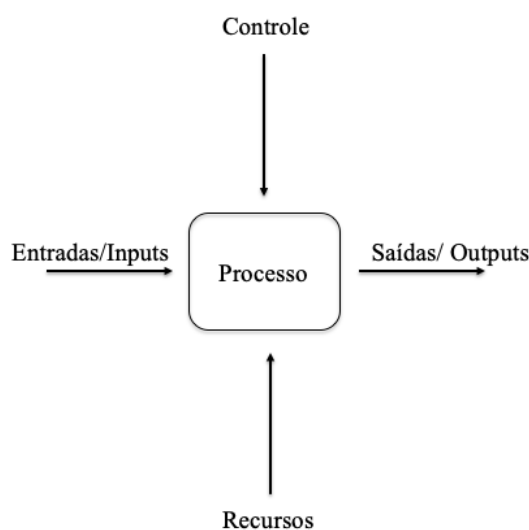 Controle
Entradas/Inputs
Processo
Saídas/ Outputs
Recursos